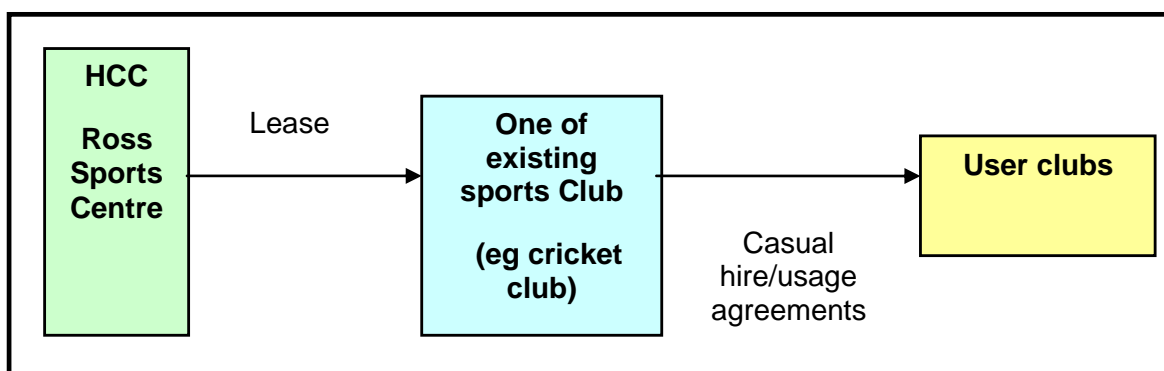 HCC
Ross
Sports
Centre
Lease
One of
existing
sports Club
(eg cricket
club)
Casual
hire/usage
agreements
User clubs